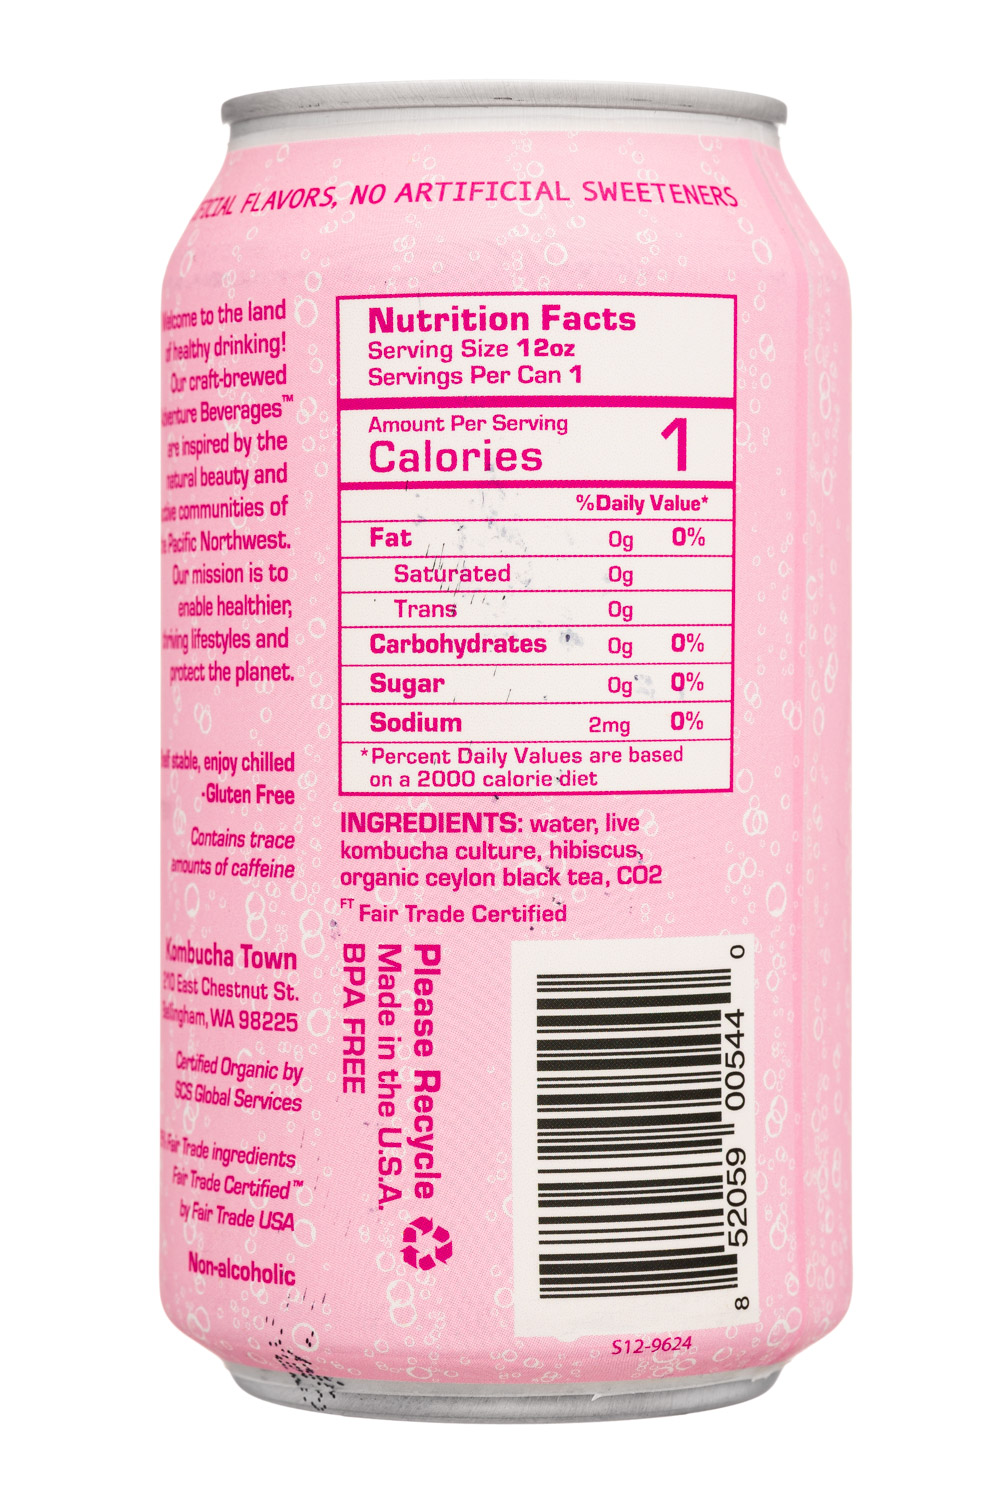 FLAVORS, NO ARTIFICIAL SWEETENERS
Welcome to the land
of healthy drinking!
Our craft-brewed
Beverages™
are inspired by the
natural beauty and
communities of
Pacific Northwest.
Our mission is to
enable healthier,
lifestyles and
protect the planet.
stable, enjoy chilled
·Gluten Free
Contains trace
amounts of caffeine
Kombucha Town
210 East Chestnut St.
Bellingham, WA 98225
Certified Organic by
SCS Global Services
Fair Trade ingredients
Fair Trade Certified™
by Fair Trade USA
Non-alcoholic
Nutrition Facts
Serving Size 12oz
Servings Per Can 1
Amount Per Serving
Calories 1
%Daily Value*
Fat 0g 0%
Saturated 0g
Trans 0g
Carbohydrates 0g 0%
Sugar 0g 0%
Sodium 2mg 0%
*Percent Daily Values are based
on a 2000 calorie diet
INGREDIENTS: water, live
kombucha culture, hibiscus,
organic ceylon black tea, CO2
FT Fair Trade Certified
Please Recycle
Made in the U.S.A.
BPA FREE
8 52059 00544 0
S12-9624